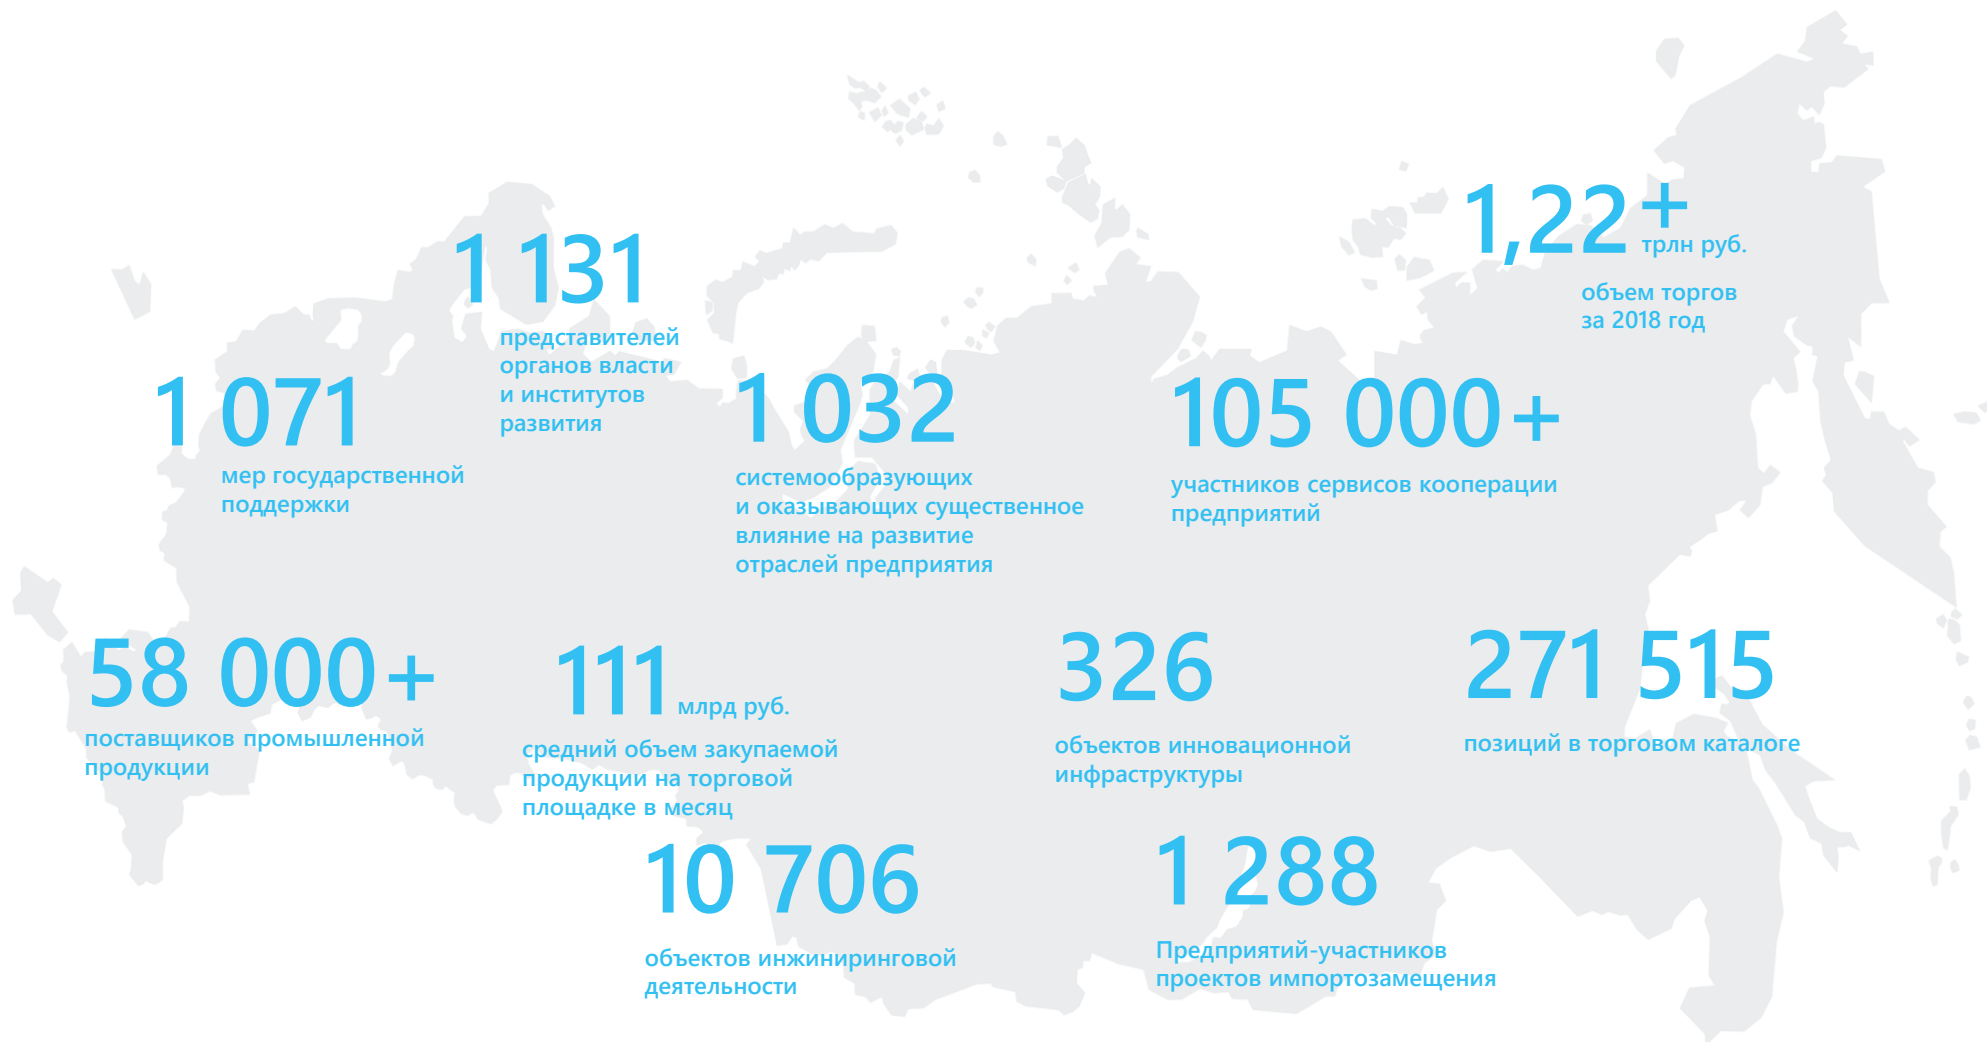 1,22+
трлн руб.
объем торгов
за 2018 год
1 131
представителей
органов власти
и институтов
развития
1 071
мер государственной
поддержки
1 032
системообразующих
и оказывающих существенное
влияние на развитие
отраслей предприятия
105 000+
участников сервисов кооперации
предприятий
58 000+
поставщиков промышленной
продукции
111 млрд руб.
средний объем закупаемой
продукции на торговой
площадке в месяц
326
объектов инновационной
инфраструктуры
271 515
позиций в торговом каталоге
10 706
объектов инжиниринговой
деятельности
1 288
Предприятий-участников
проектов импортозамещения